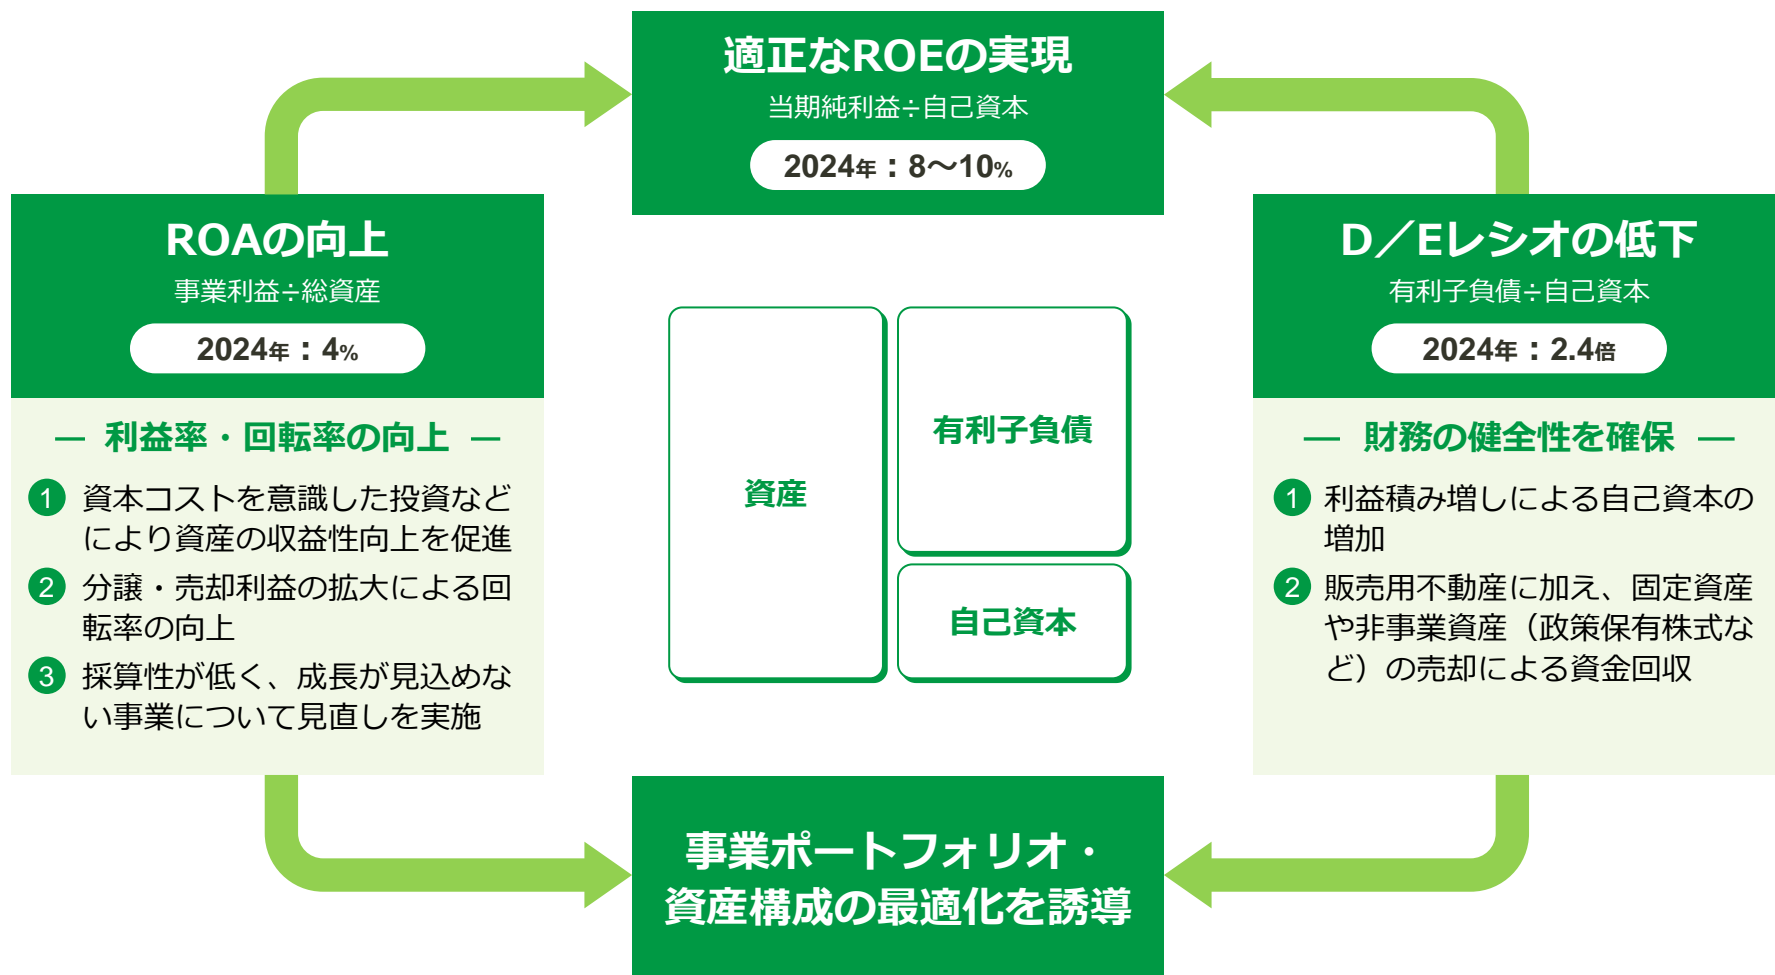 適正なROEの実現
当期純利益÷自己資本
2024年：8～10%
ROAの向上
事業利益÷総資産
2024年：4%
― 利益率・回転率の向上 ―
1 資本コストを意識した投資など
により資産の収益性向上を促進
2 分譲・売却利益の拡大による回
転率の向上
3 採算性が低く、成長が見込めな
い事業について見直しを実施
資産
有利子負債
自己資本
D／Eレシオの低下
有利子負債÷自己資本
2024年：2.4倍
― 財務の健全性を確保 ―
1 利益積み増しによる自己資本の
増加
2 販売用不動産に加え、固定資産
や非事業資産（政策保有株式な
ど）の売却による資金回収
事業ポートフォリオ・
資産構成の最適化を誘導